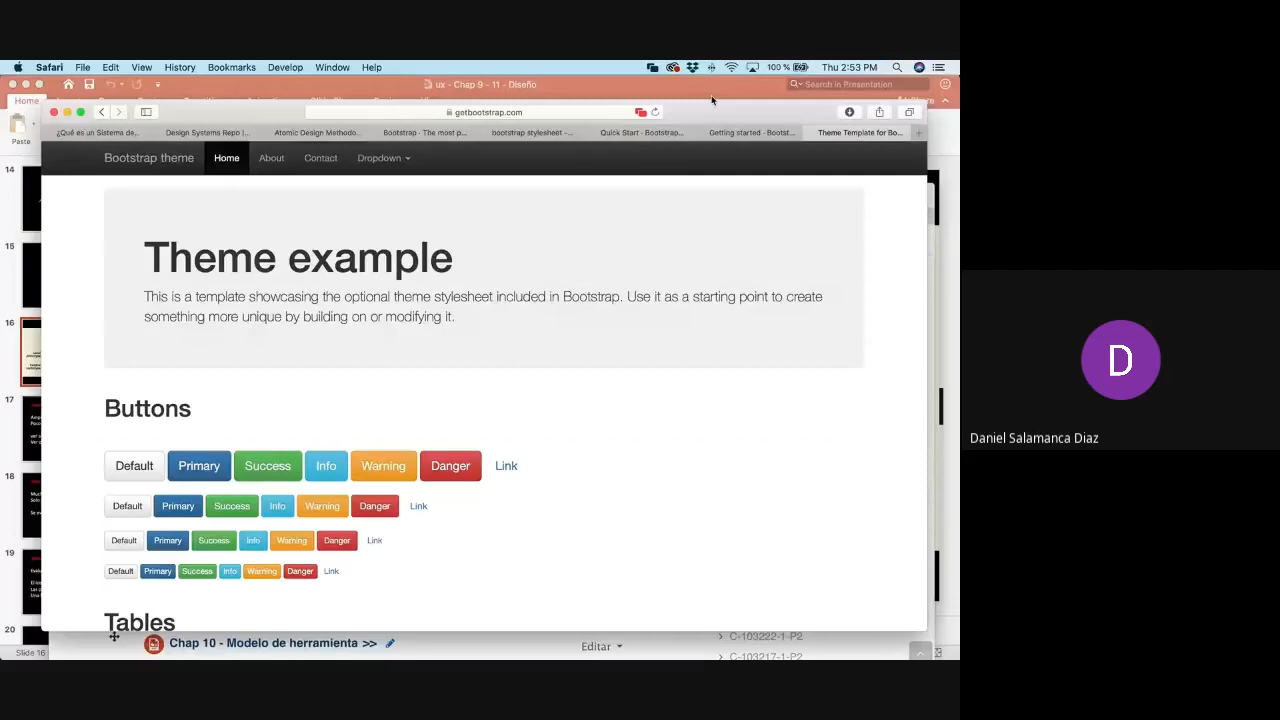 Safari File Edit View History Bookmarks Develop Window Help 100 % Thu 2:53 PM
ux - Chap 9 - 11 - Diseño Search in Presentation
Home
Paste
getbootstrap.com
¿Qué es un Sistema de... Design Systems Repo |... Atomic Design Methodo... Bootstrap - The most p... bootstrap stylesheet -... Quick Start - Bootstrap... Getting started - Bootst... Theme Template for Bo...
Bootstrap theme Home About Contact Dropdown
14
15
16
17
18
19
20
Theme example
This is a template showcasing the optional theme stylesheet included in Bootstrap. Use it as a starting point to create
something more unique by building on or modifying it.
Buttons
Default Primary Success Info Warning Danger Link
Default Primary Success Info Warning Danger Link
Default Primary Success Info Warning Danger Link
Default Primary Success Info Warning Danger Link
Tables
Chap 10 - Modelo de herramienta >> Editar
C-103222-1-P2
C-103217-1-P2
Slide 16
D
Daniel Salamanca Diaz